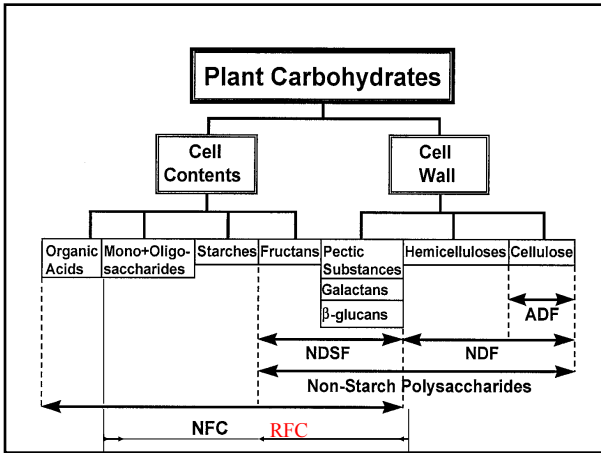 Plant Carbohydrates
Cell
Contents
Cell
Wall
Organic
Acids
Mono+Oligo-
saccharides
Starches
Fructans
Pectic
Substances
Galactans
β-glucans
Hemicelluloses
Cellulose
ADF
NDSF
NDF
Non-Starch Polysaccharides
NFC
RFC